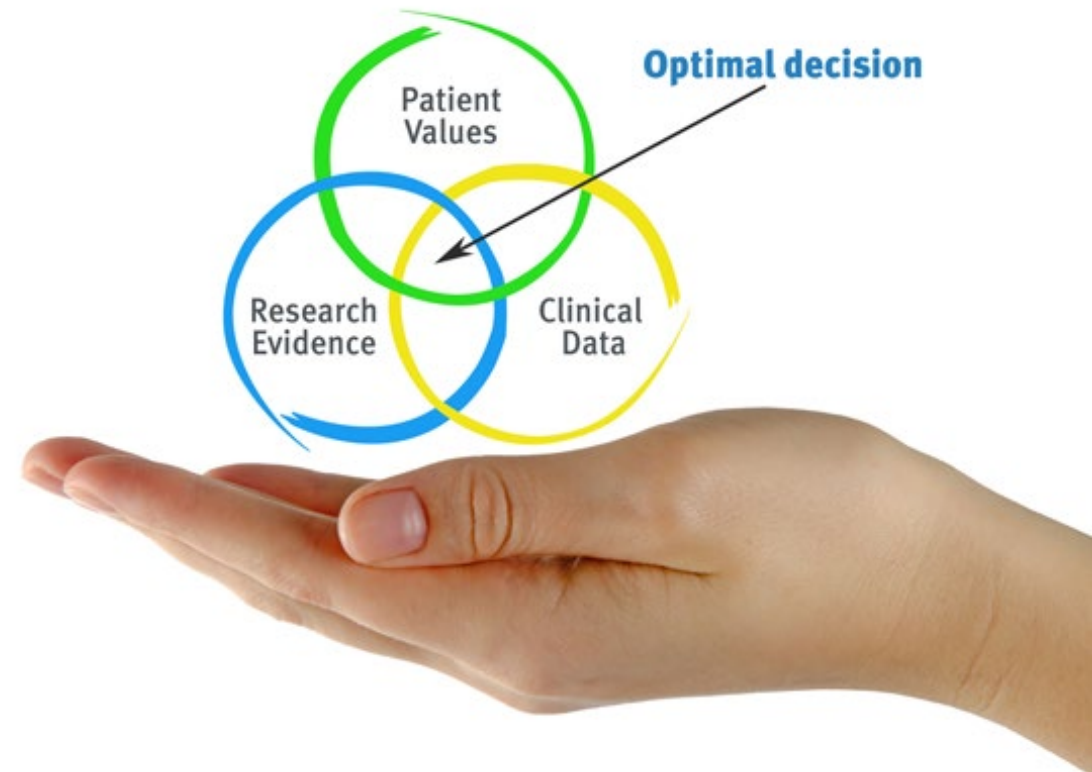 Optimal decision
Patient
Values
Research
Evidence
Clinical
Data